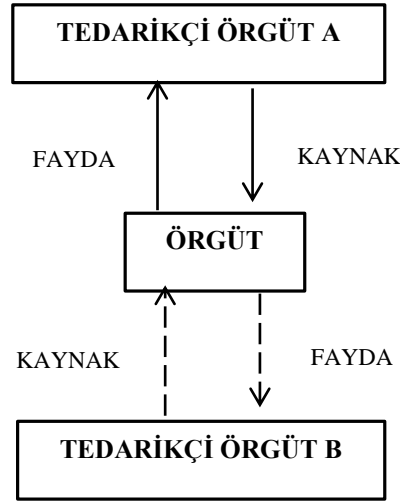 TEDARİKÇİ ÖRGÜT A
FAYDA
KAYNAK
ÖRGÜT
KAYNAK
FAYDA
TEDARİKÇİ ÖRGÜT B